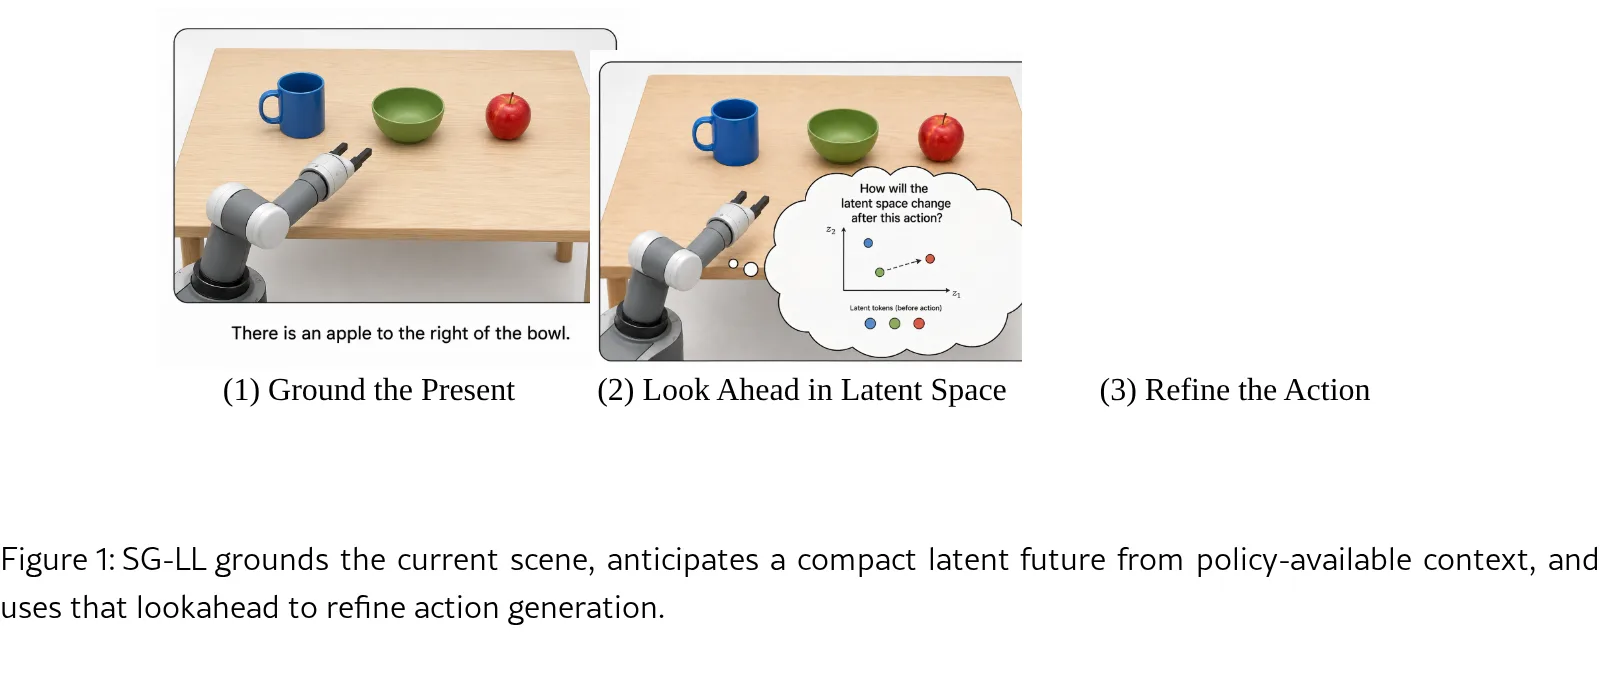 There is an apple to the right of the bowl.
How will the
latent space change
after this action?
z₂
z₁
Latent tokens (before action)
(1) Ground the Present
(2) Look Ahead in Latent Space
(3) Refine the Action
Figure 1: SG-LL grounds the current scene, anticipates a compact latent future from policy-available context, and
uses that lookahead to refine action generation.